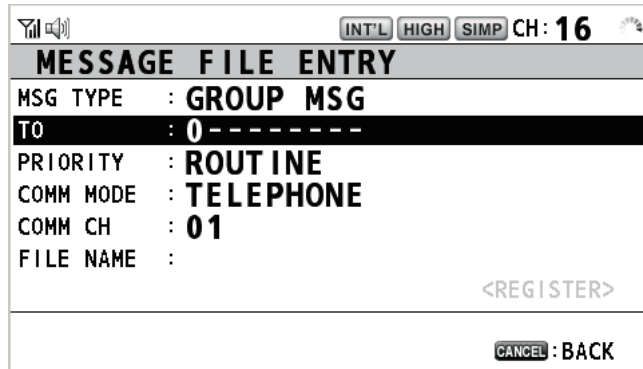 INT'L HIGH SIMP CH: 16
MESSAGE FILE ENTRY
MSG TYPE : GROUP MSG
TO : 0--------
PRIORITY : ROUTINE
COMM MODE : TELEPHONE
COMM CH : 01
FILE NAME :
<REGISTER>
CANCEL : BACK